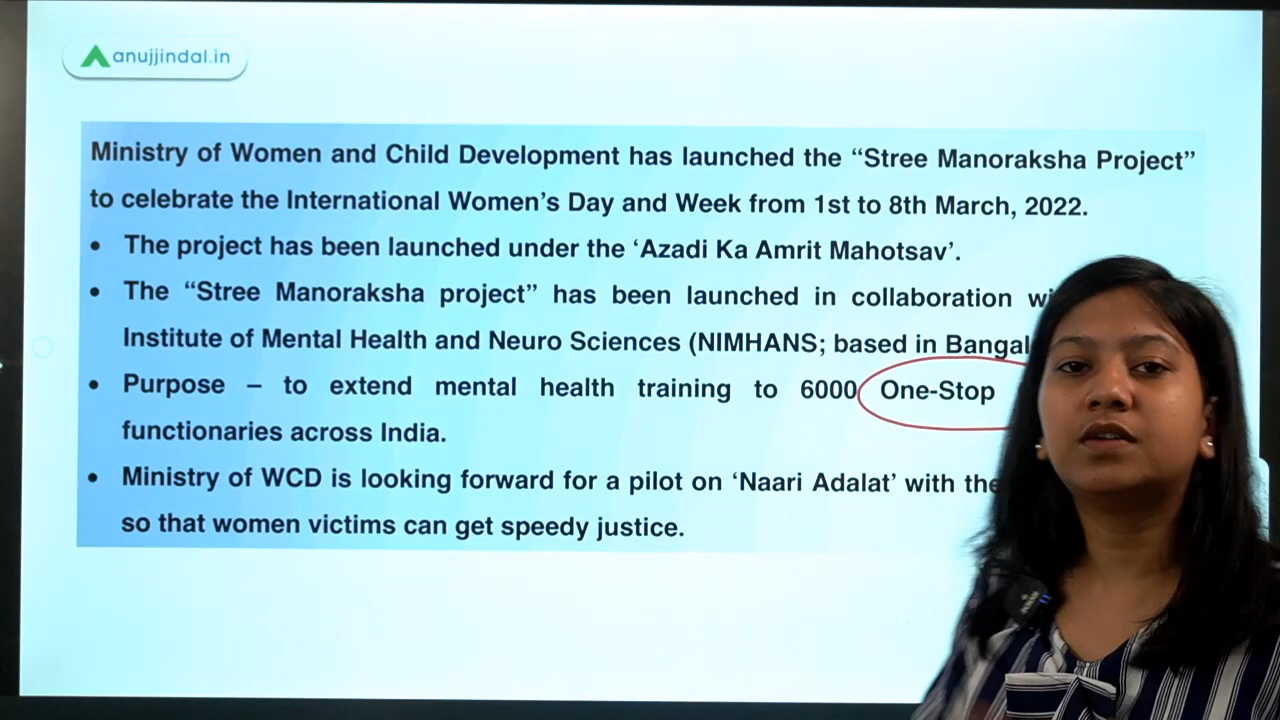 anujjindal.in
Ministry of Women and Child Development has launched the “Stree Manoraksha Project”
to celebrate the International Women’s Day and Week from 1st to 8th March, 2022.
• The project has been launched under the ‘Azadi Ka Amrit Mahotsav’.
• The “Stree Manoraksha project” has been launched in collaboration
Institute of Mental Health and Neuro Sciences (NIMHANS; based in
• Purpose – to extend mental health training to 6000 One-Stop
functionaries across India.
• Ministry of WCD is looking forward for a pilot on ‘Naari Adalat’ with the
so that women victims can get speedy justice.